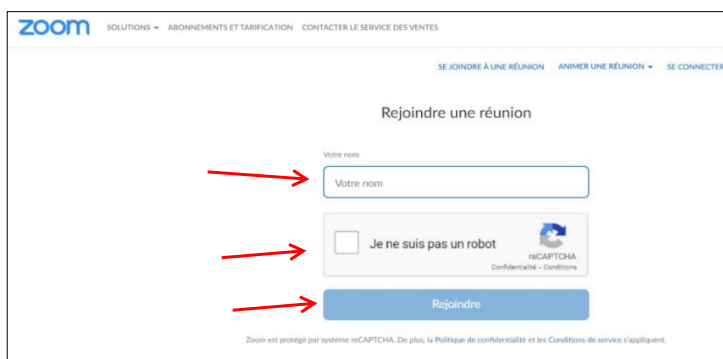 zoom SOLUTIONS ABONNEMENTS ET TARIFICATION CONTACTER LE SERVICE DES VENTES
SE JOINDRE À UNE RÉUNION ANIMER UNE RÉUNION SE CONNECTER
Rejoindre une réunion
Votre nom
Votre nom
Je ne suis pas un robot
reCAPTCHA
Confidentialité - Conditions
Rejoindre
Zoom est protégé par système reCAPTCHA. De plus, la Politique de confidentialité et les Conditions de service s'appliquent.